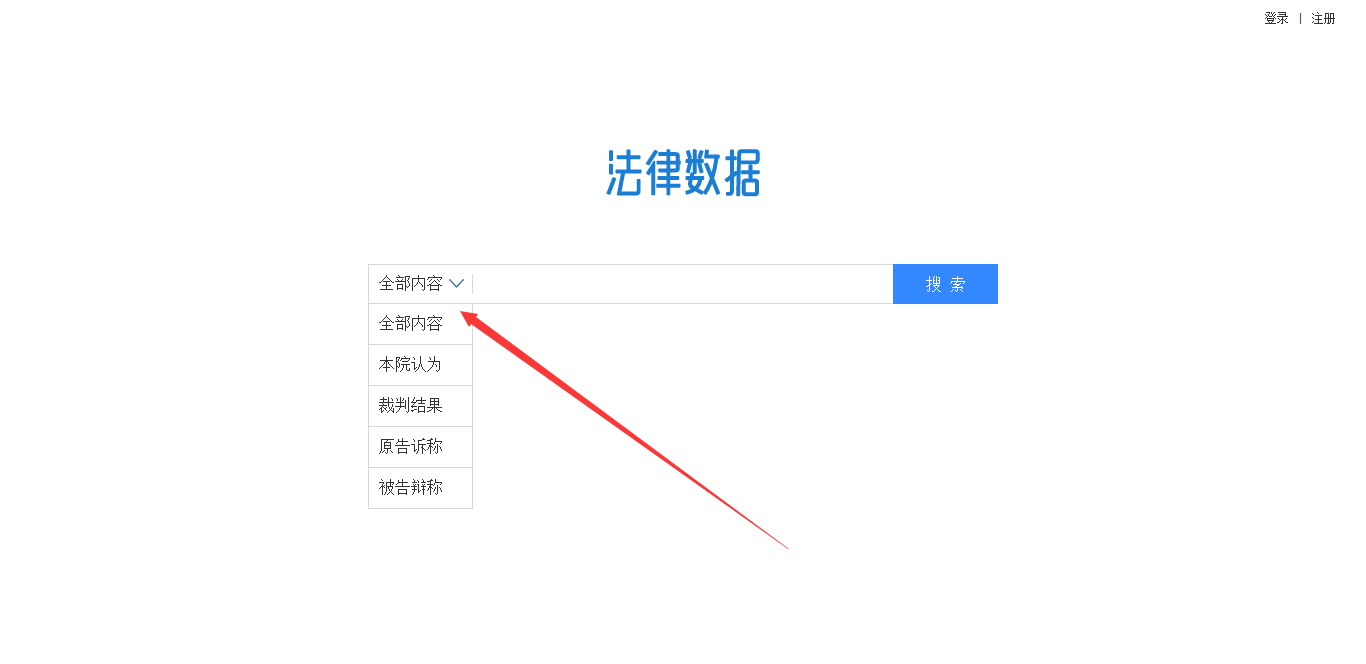 登录 | 注册
法律数据
全部内容 搜 索
全部内容
本院认为
裁判结果
原告诉称
被告辩称